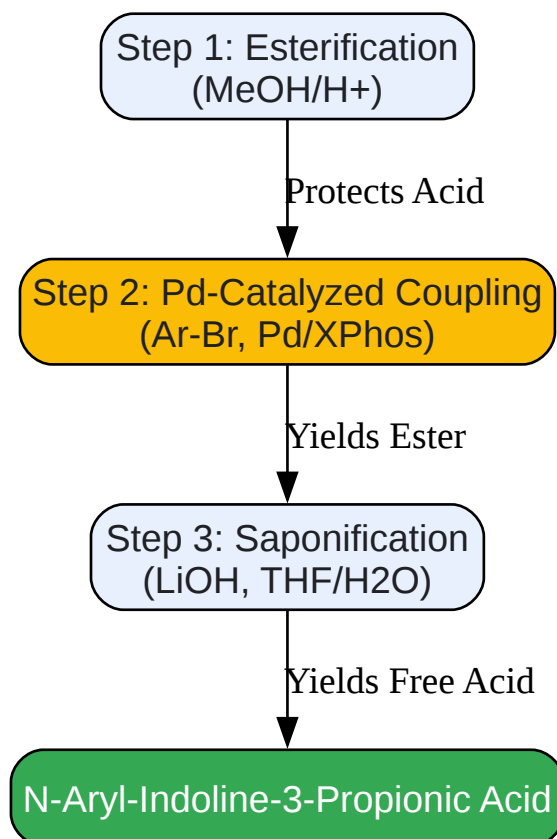 Step 1: Esterification
(MeOH/H+)
Protects Acid
Step 2: Pd-Catalyzed Coupling
(Ar-Br, Pd/XPhos)
Yields Ester
Step 3: Saponification
(LiOH, THF/H2O)
Yields Free Acid
N-Aryl-Indoline-3-Propionic Acid